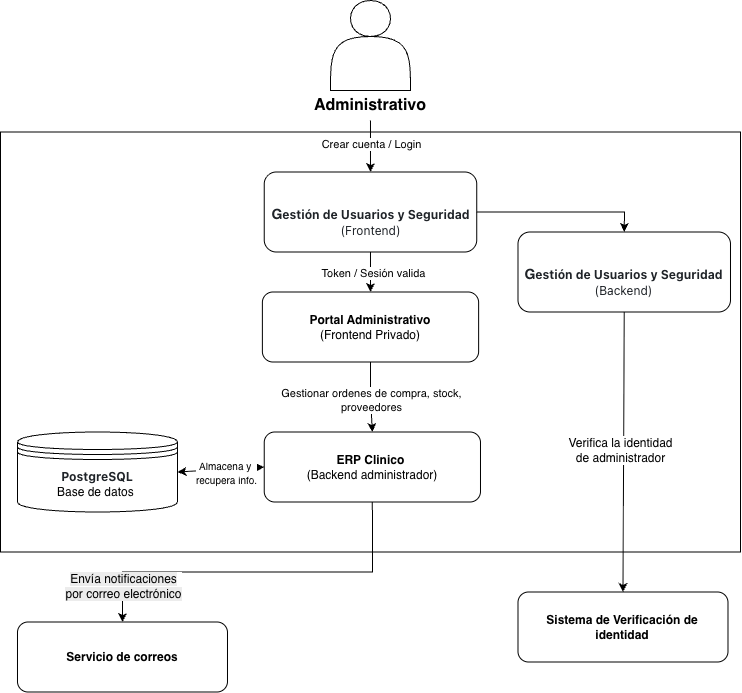 Administrativo
Crear cuenta / Login
Gestión de Usuarios y Seguridad
(Frontend)
Gestión de Usuarios y Seguridad
(Backend)
Token / Sesión valida
Portal Administrativo
(Frontend Privado)
Gestionar ordenes de compra, stock,
proveedores
Verifica la identidad
de administrador
ERP Clinico
(Backend administrador)
Almacena y
recupera info.
PostgreSQL
Base de datos
Envía notificaciones
por correo electrónico
Sistema de Verificación de
identidad
Servicio de correos